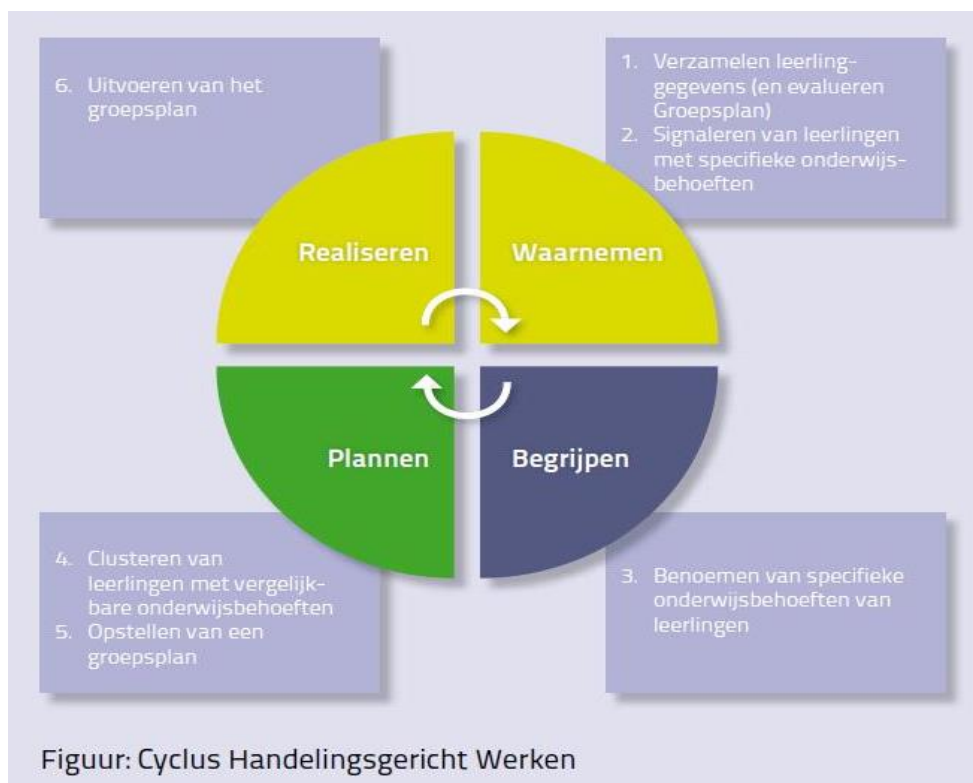 6. Uitvoeren van het
groepsplan
1. Verzamelen leerling-
gegevens (en evalueren
Groepsplan)
2. Signaleren van leerlingen
met specifieke onderwijs-
behoeften
Realiseren
Waarnemen
Plannen
Begrijpen
4. Clusteren van
leerlingen met vergelijk-
bare onderwijsbehoeften
5. Opstellen van een
groepsplan
3. Benoemen van specifieke
onderwijsbehoeften van
leerlingen
Figuur: Cyclus Handelingsgericht Werken